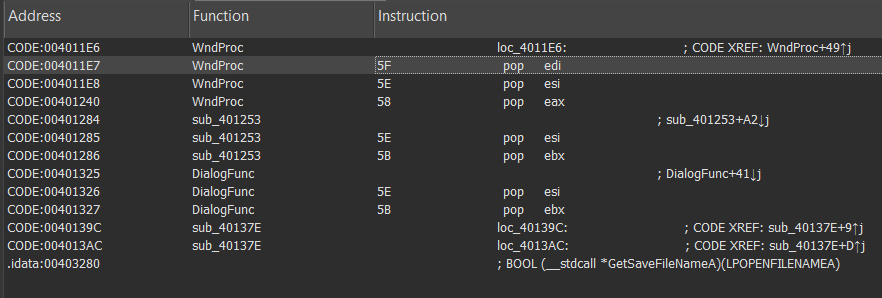 Address Function Instruction
CODE:004011E6 WndProc loc_4011E6: ; CODE XREF: WndProc+49↑j
CODE:004011E7 WndProc 5F pop edi
CODE:004011E8 WndProc 5E pop esi
CODE:00401240 WndProc 58 pop eax
CODE:00401284 sub_401253 ; sub_401253+A2↓j
CODE:00401285 sub_401253 5E pop esi
CODE:00401286 sub_401253 5B pop ebx
CODE:00401325 DialogFunc ; DialogFunc+41↓j
CODE:00401326 DialogFunc 5E pop esi
CODE:00401327 DialogFunc 5B pop ebx
CODE:0040139C sub_40137E loc_40139C: ; CODE XREF: sub_40137E+9↑j
CODE:004013AC sub_40137E loc_4013AC: ; CODE XREF: sub_40137E+D↑j
.idata:00403280 ; BOOL (__stdcall *GetSaveFileNameA)(LPOPENFILENAMEA)